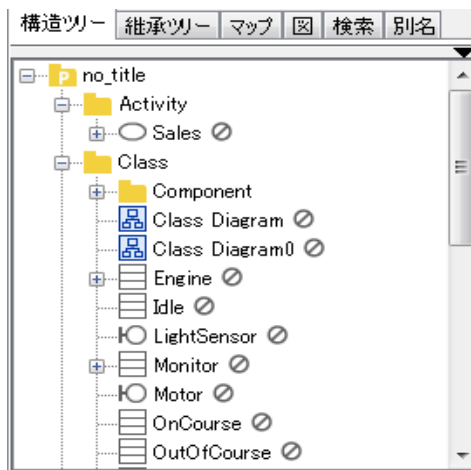 構造ツリー 継承ツリー マップ 図 検索 別名
no_title
Activity
Sales
Class
Component
Class Diagram
Class Diagram0
Engine
Idle
LightSensor
Monitor
Motor
OnCourse
OutOfCourse